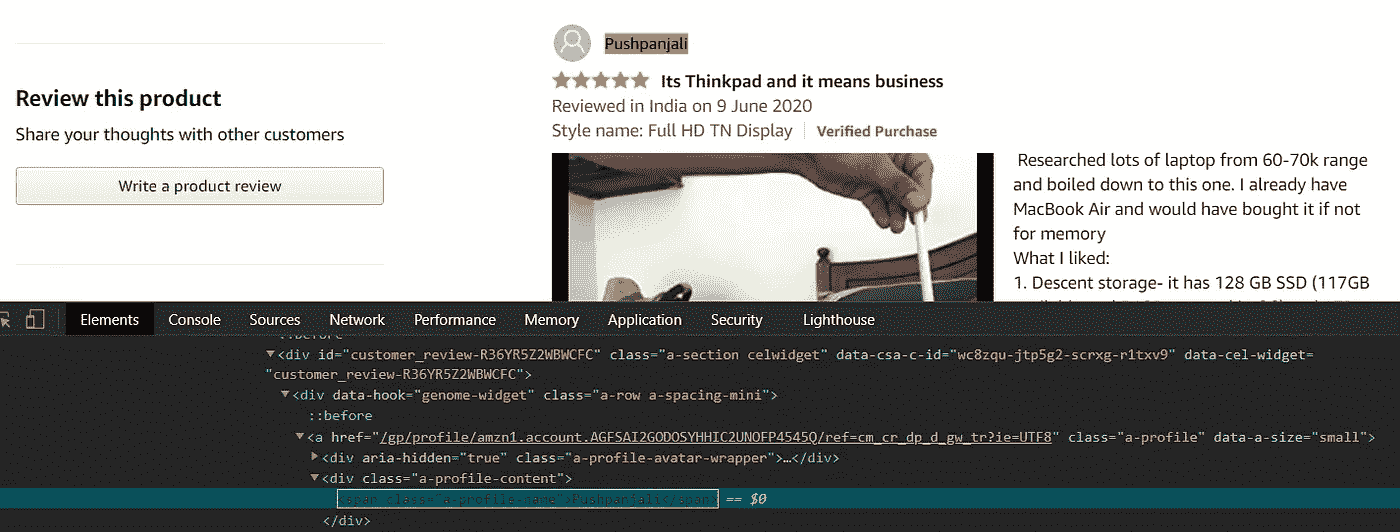 Pushpanjali
Its Thinkpad and it means business
Reviewed in India on 9 June 2020
Style name: Full HD TN Display
Verified Purchase
Review this product
Share your thoughts with other customers
Write a product review
Researched lots of laptop from 60-70k range
and boiled down to this one. I already have
MacBook Air and would have bought it if not
for memory
What I liked:
1. Descent storage- it has 128 GB SSD (117GB
Elements Console Sources Network Performance Memory Application Security Lighthouse
::before
<div id="customer_review-R36YR5Z2WBWCFC" class="a-section celwidget" data-csa-c-id="wc8zqu-jtp5g2-scrxg-r1txv9" data-cel-widget=
"customer_review-R36YR5Z2WBWCFC">
<div data-hook="genome-widget" class="a-row a-spacing-mini">
::before
<a href="/gp/profile/amzn1.account.AGFSAI2GODOSYHHIC2UNOFP4545Q/ref=cm_cr_dp_d_gw_tr?ie=UTF8" class="a-profile" data-a-size="small">
<div aria-hidden="true" class="a-profile-avatar-wrapper">…</div>
<div class="a-profile-content">
<span class="a-profile-name">Pushpanjali</span> == $0
</div>